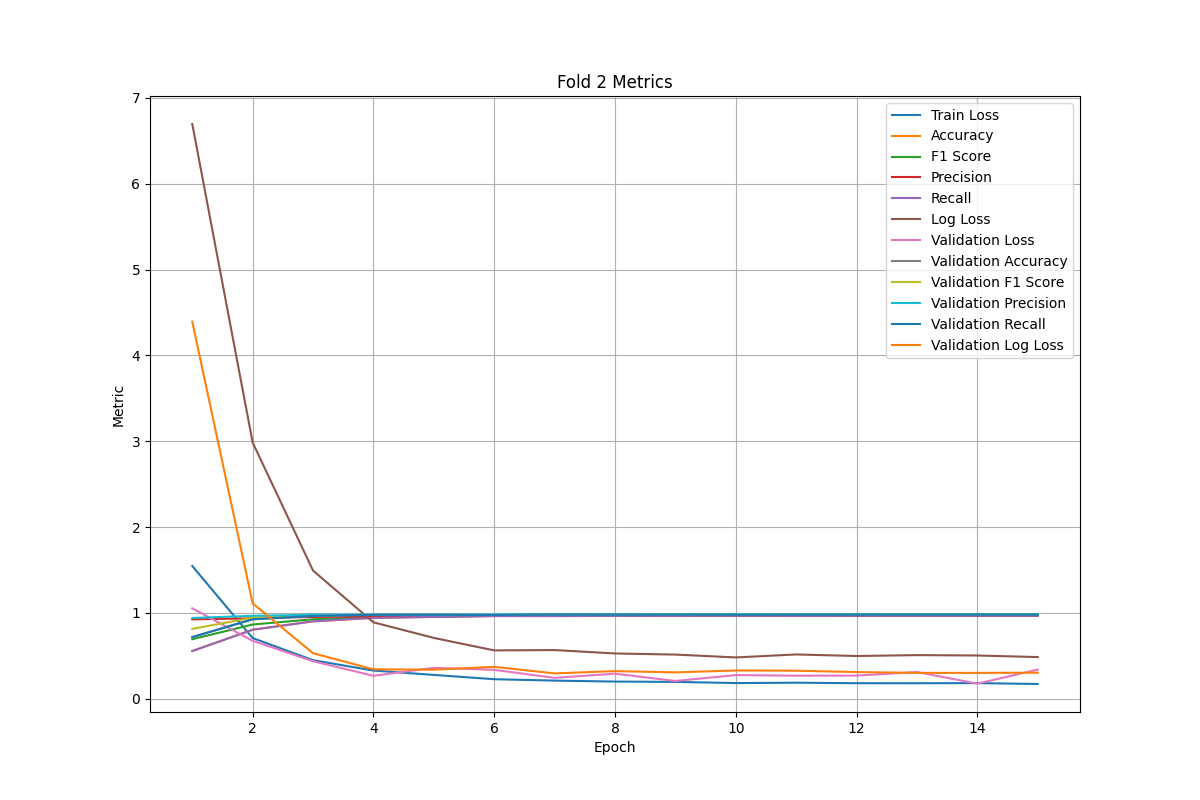 Fold 2 Metrics
7
6
5
4
3
2
1
0
Metric
2
4
6
8
10
12
14
Epoch
Train Loss
Accuracy
F1 Score
Precision
Recall
Log Loss
Validation Loss
Validation Accuracy
Validation F1 Score
Validation Precision
Validation Recall
Validation Log Loss